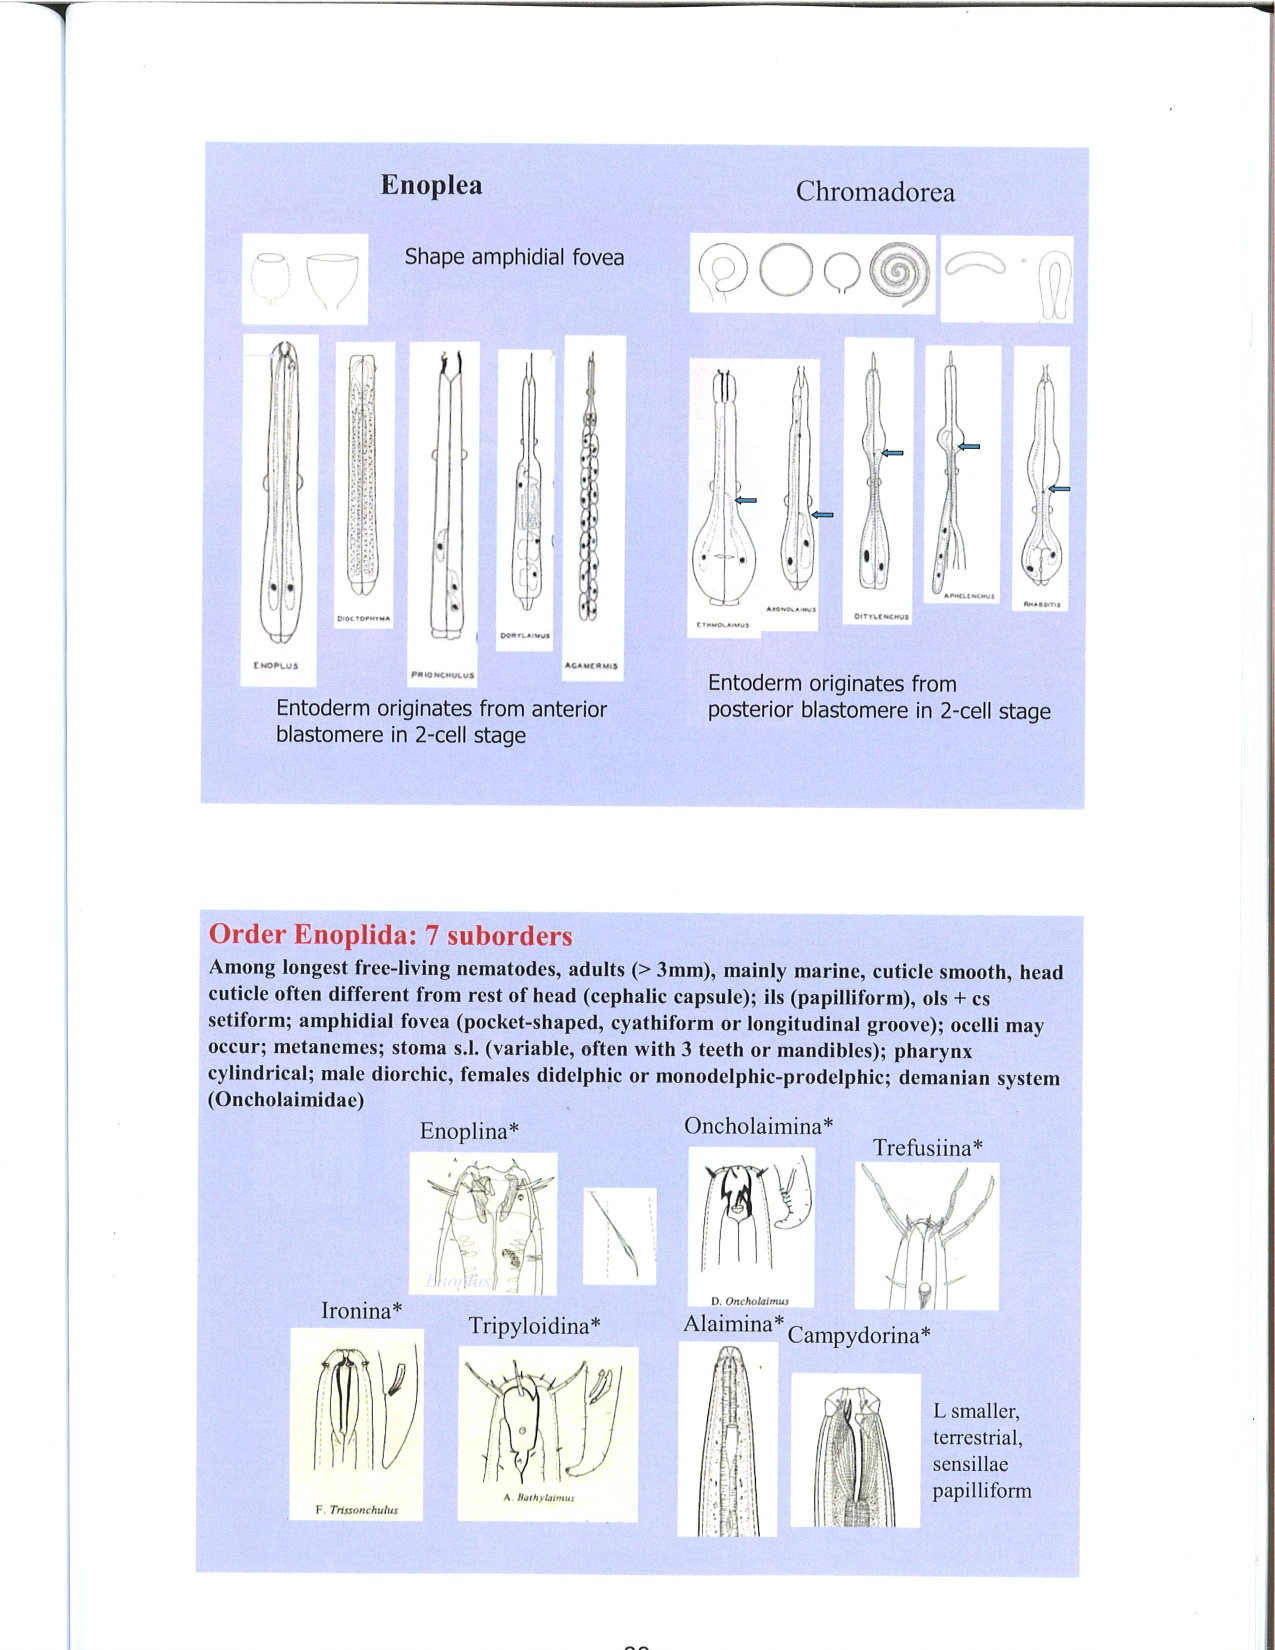 Enoplea
Chromadorea
Shape amphidial fovea
ENOPLUS
DIOCTOPHYMA
PRIONCHULUS
DORYLAIMUS
AGAMERMIS
ETHMOLAIMUS
AXONOLAIMUS
DITYLENCHUS
APHELENCHUS
RHABDITIS
Entoderm originates from anterior
blastomere in 2-cell stage
Entoderm originates from
posterior blastomere in 2-cell stage
Order Enoplida: 7 suborders
Among longest free-living nematodes, adults (> 3mm), mainly marine, cuticle smooth, head
cuticle often different from rest of head (cephalic capsule); ils (papilliform), ols + cs
setiform; amphidial fovea (pocket-shaped, cyathiform or longitudinal groove); ocelli may
occur; metanemes; stoma s.l. (variable, often with 3 teeth or mandibles); pharynx
cylindrical; male diorchic, females didelphic or monodelphic-prodelphic; demanian system
(Oncholaimidae)
Enoplina*
Oncholaimina*
Trefusiina*
Enoplus
D. Oncholaimus
Ironina*
Tripyloidina*
Alaimina*
Campydorina*
F. Trissonchulus
A. Bathylaimus
L smaller,
terrestrial,
sensillae
papilliform